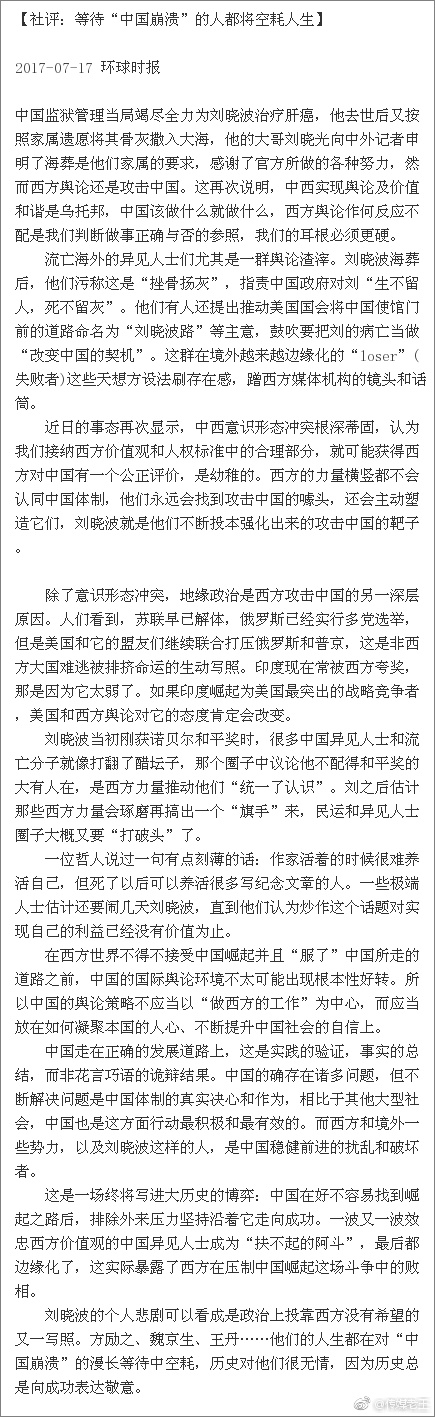 【社评：等待“中国崩溃”的人都将空耗人生】
2017-07-17 环球时报
中国监狱管理当局竭尽全力为刘晓波治疗肝癌，他去世后又按
照家属遗愿将其骨灰撒入大海，他的大哥刘晓光向中外记者申
明了海葬是他们家属的要求，感谢了官方所做的各种努力，然
而西方舆论还是攻击中国。这再次说明，中西实现舆论及价值
和谐是乌托邦，中国该做什么就做什么，西方舆论作何反应不
配是我们判断做事正确与否的参照，我们的耳根必须更硬。
流亡海外的异见人士们尤其是一群舆论渣滓。刘晓波海葬
后，他们污称这是“挫骨扬灰”，指责中国政府对刘“生不留
人，死不留灰”。他们有人还提出推动美国国会将中国使馆门
前的道路命名为“刘晓波路”等主意，鼓吹要把刘的病亡当做
“改变中国的契机”。这群在境外越来越边缘化的“loser”(
失败者)这些天想方设法刷存在感，蹭西方媒体机构的镜头和话
筒。
近日的事态再次显示，中西意识形态冲突根深蒂固，认为
我们接纳西方价值观和人权标准中的合理部分，就可能获得西
方对中国有一个公正评价，是幼稚的。西方的力量横竖都不会
认同中国体制，他们永远会找到攻击中国的噱头，还会主动塑
造它们，刘晓波就是他们不断投本强化出来的攻击中国的靶子
。
除了意识形态冲突，地缘政治是西方攻击中国的另一深层
原因。人们看到，苏联早已解体，俄罗斯已经实行多党选举，
但是美国和它的盟友们继续联合打压俄罗斯和普京，这是非西
方大国难逃被排挤命运的生动写照。印度现在常被西方夸奖，
那是因为它太弱了。如果印度崛起为美国最突出的战略竞争者
，美国和西方舆论对它的态度肯定会改变。
刘晓波当初刚获诺贝尔和平奖时，很多中国异见人士和流
亡分子就像打翻了醋坛子，那个圈子中议论他不配得和平奖的
大有人在，是西方力量推动他们“统一了认识”。刘之后估计
那些西方力量会琢磨再搞出一个“旗手”来，民运和异见人士
圈子大概又要“打破头”了。
一位哲人说过一句有点刻薄的话：作家活着的时候很难养
活自己，但死了以后可以养活很多写纪念文章的人。一些极端
人士估计还要闹几天刘晓波，直到他们认为炒作这个话题对实
现自己的利益已经没有价值为止。
在西方世界不得不接受中国崛起并且“服了”中国所走的
道路之前，中国的国际舆论环境不太可能出现根本性好转。所
以中国的舆论策略不应当以“做西方的工作”为中心，而应当
放在如何凝聚本国的人心、不断提升中国社会的自信上。
中国走在正确的发展道路上，这是实践的验证，事实的总
结，而非花言巧语的诡辩结果。中国的确存在诸多问题，但不
断解决问题是中国体制的真实决心和作为，相比于其他大型社
会，中国也是这方面行动最积极和最有效的。而西方和境外一
些势力，以及刘晓波这样的人，是中国稳健前进的扰乱和破坏
者。
这是一场终将写进大历史的博弈：中国在好不容易找到崛
起之路后，排除外来压力坚持沿着它走向成功。一波又一波效
忠西方价值观的中国异见人士成为“扶不起的阿斗”，最后都
边缘化了，这实际暴露了西方在压制中国崛起这场斗争中的败
相。
刘晓波的个人悲剧可以看成是政治上投靠西方没有希望的
又一写照。方励之、魏京生、王丹……他们的人生都在对“中
国崩溃”的漫长等待中空耗，历史对他们很无情，因为历史总
是向成功表达敬意。
@传媒老王